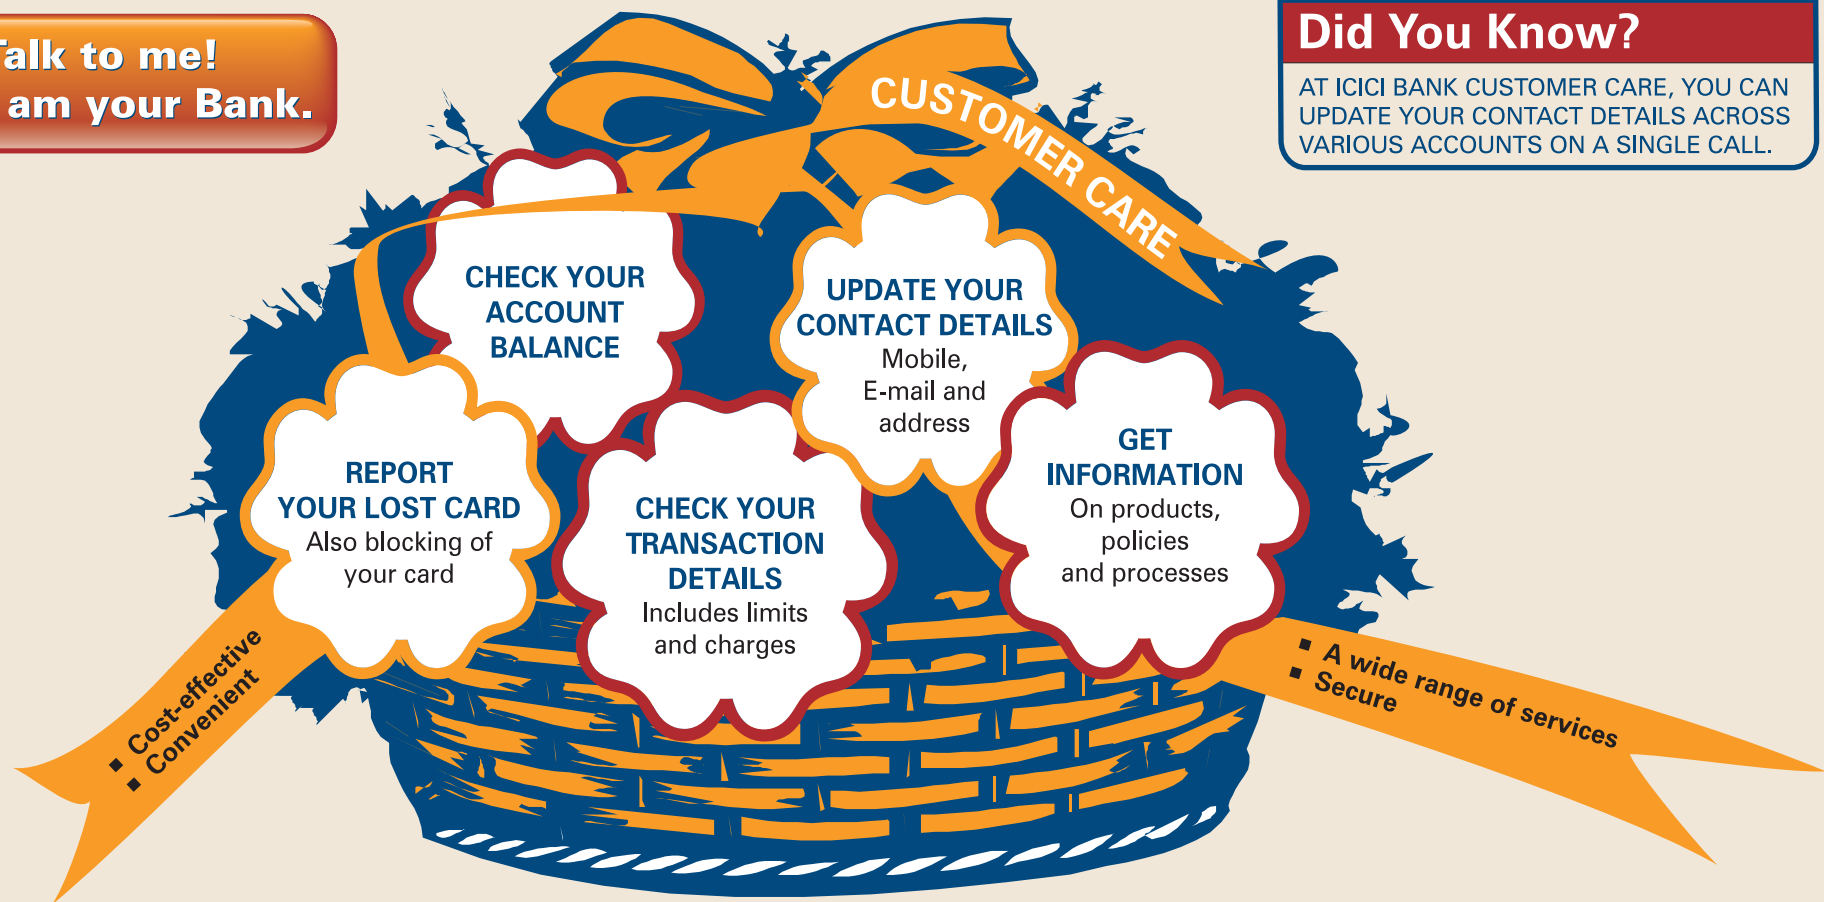 Talk to me!
am your Bank.
Did You Know?
AT ICICI BANK CUSTOMER CARE, YOU CAN
UPDATE YOUR CONTACT DETAILS ACROSS
VARIOUS ACCOUNTS ON A SINGLE CALL.
CUSTOMER CARE
CHECK YOUR
ACCOUNT
BALANCE
UPDATE YOUR
CONTACT DETAILS
Mobile,
E-mail and
address
REPORT
YOUR LOST CARD
Also blocking of
your card
CHECK YOUR
TRANSACTION
DETAILS
Includes limits
and charges
GET
INFORMATION
On products,
policies
and processes
▪ Cost-effective
▪ Convenient
▪ A wide range of services
▪ Secure